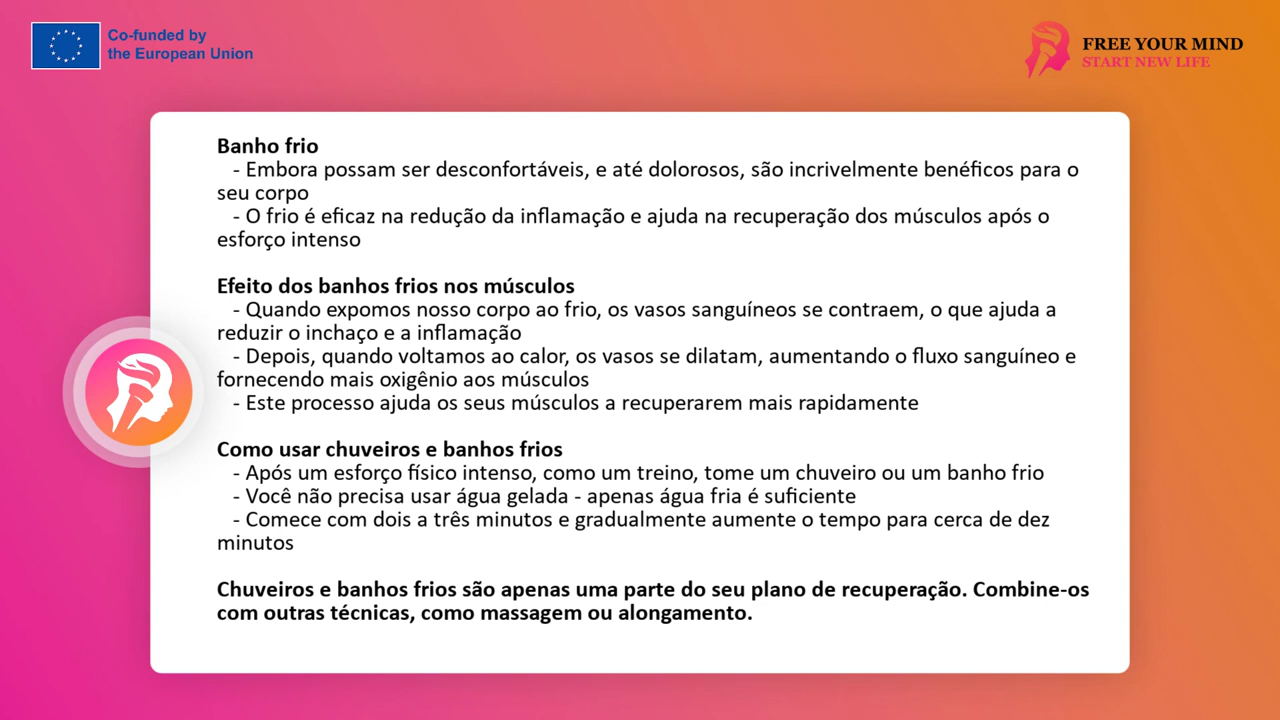 Co-funded by
the European Union
FREE YOUR MIND
START NEW LIFE
Banho frio
- Embora possam ser desconfortáveis, e até dolorosos, são incrivelmente benéficos para o
seu corpo
- O frio é eficaz na redução da inflamação e ajuda na recuperação dos músculos após o
esforço intenso
Efeito dos banhos frios nos músculos
- Quando expomos nosso corpo ao frio, os vasos sanguíneos se contraem, o que ajuda a
reduzir o inchaço e a inflamação
- Depois, quando voltamos ao calor, os vasos se dilatam, aumentando o fluxo sanguíneo e
fornecendo mais oxigênio aos músculos
- Este processo ajuda os seus músculos a recuperarem mais rapidamente
Como usar chuveiros e banhos frios
- Após um esforço físico intenso, como um treino, tome um chuveiro ou um banho frio
- Você não precisa usar água gelada - apenas água fria é suficiente
- Comece com dois a três minutos e gradualmente aumente o tempo para cerca de dez
minutos
Chuveiros e banhos frios são apenas uma parte do seu plano de recuperação. Combine-os
com outras técnicas, como massagem ou alongamento.